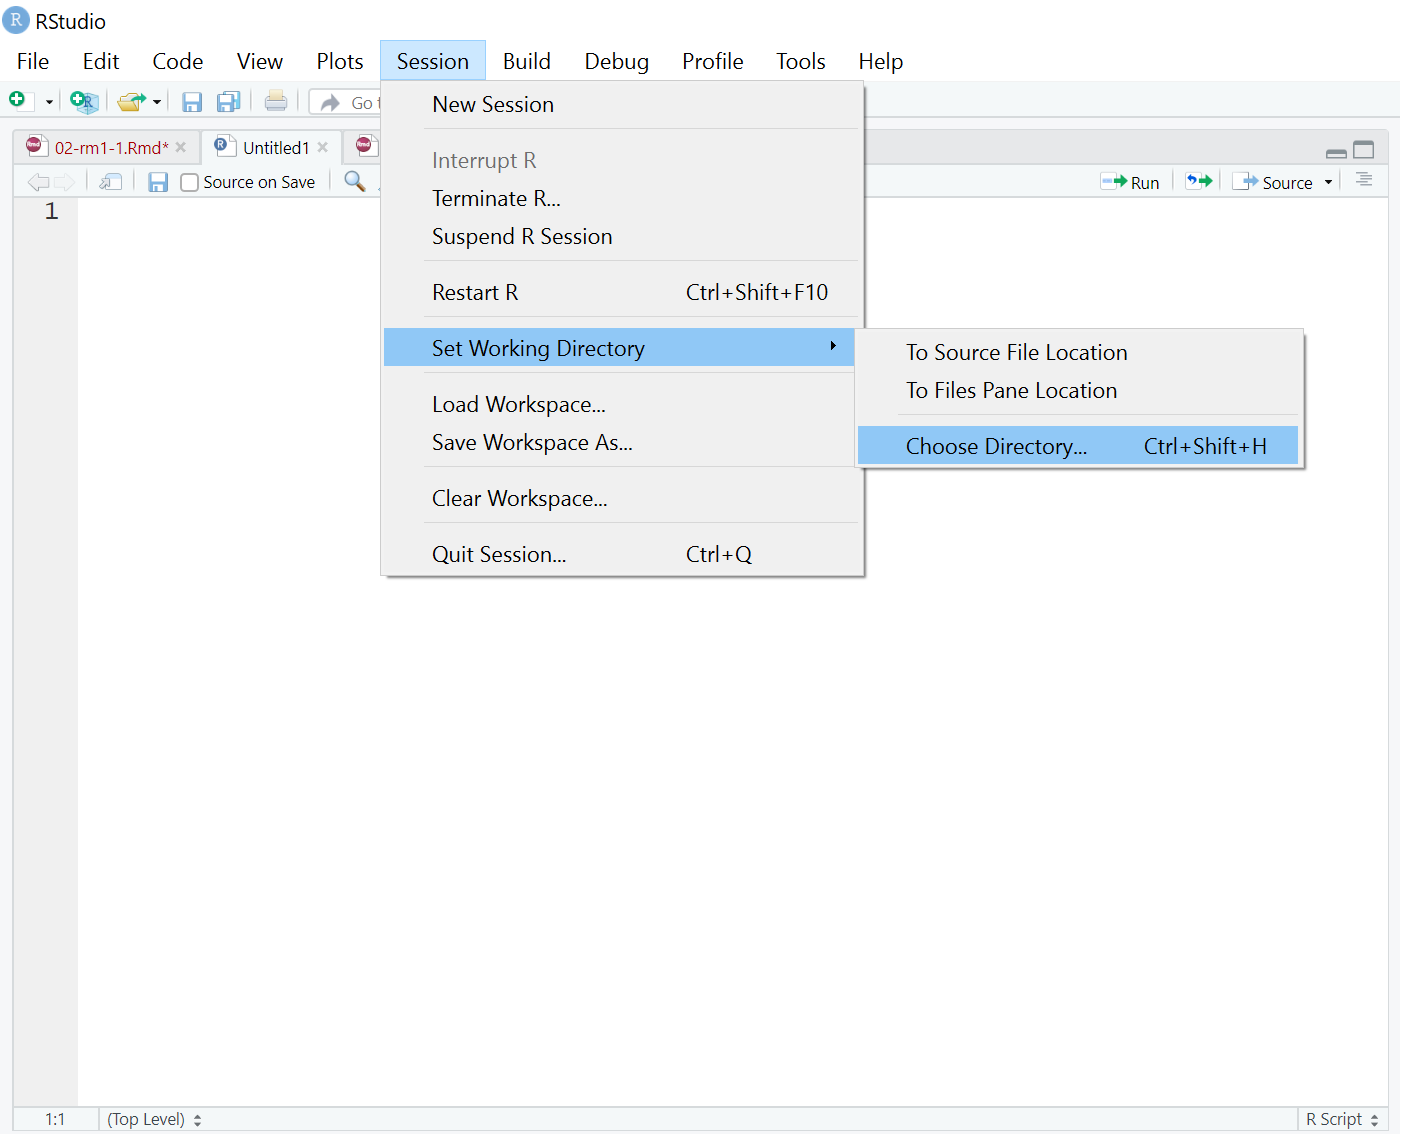 R RStudio
File Edit Code View Plots Session Build Debug Profile Tools Help
R Go t
02-rm1-1.Rmd* × Untitled1 ×
Source on Save Run Source
1
New Session
Interrupt R
Terminate R...
Suspend R Session
Restart R Ctrl+Shift+F10
Set Working Directory
To Source File Location
To Files Pane Location
Choose Directory... Ctrl+Shift+H
Load Workspace...
Save Workspace As...
Clear Workspace...
Quit Session... Ctrl+Q
1:1 (Top Level) R Script